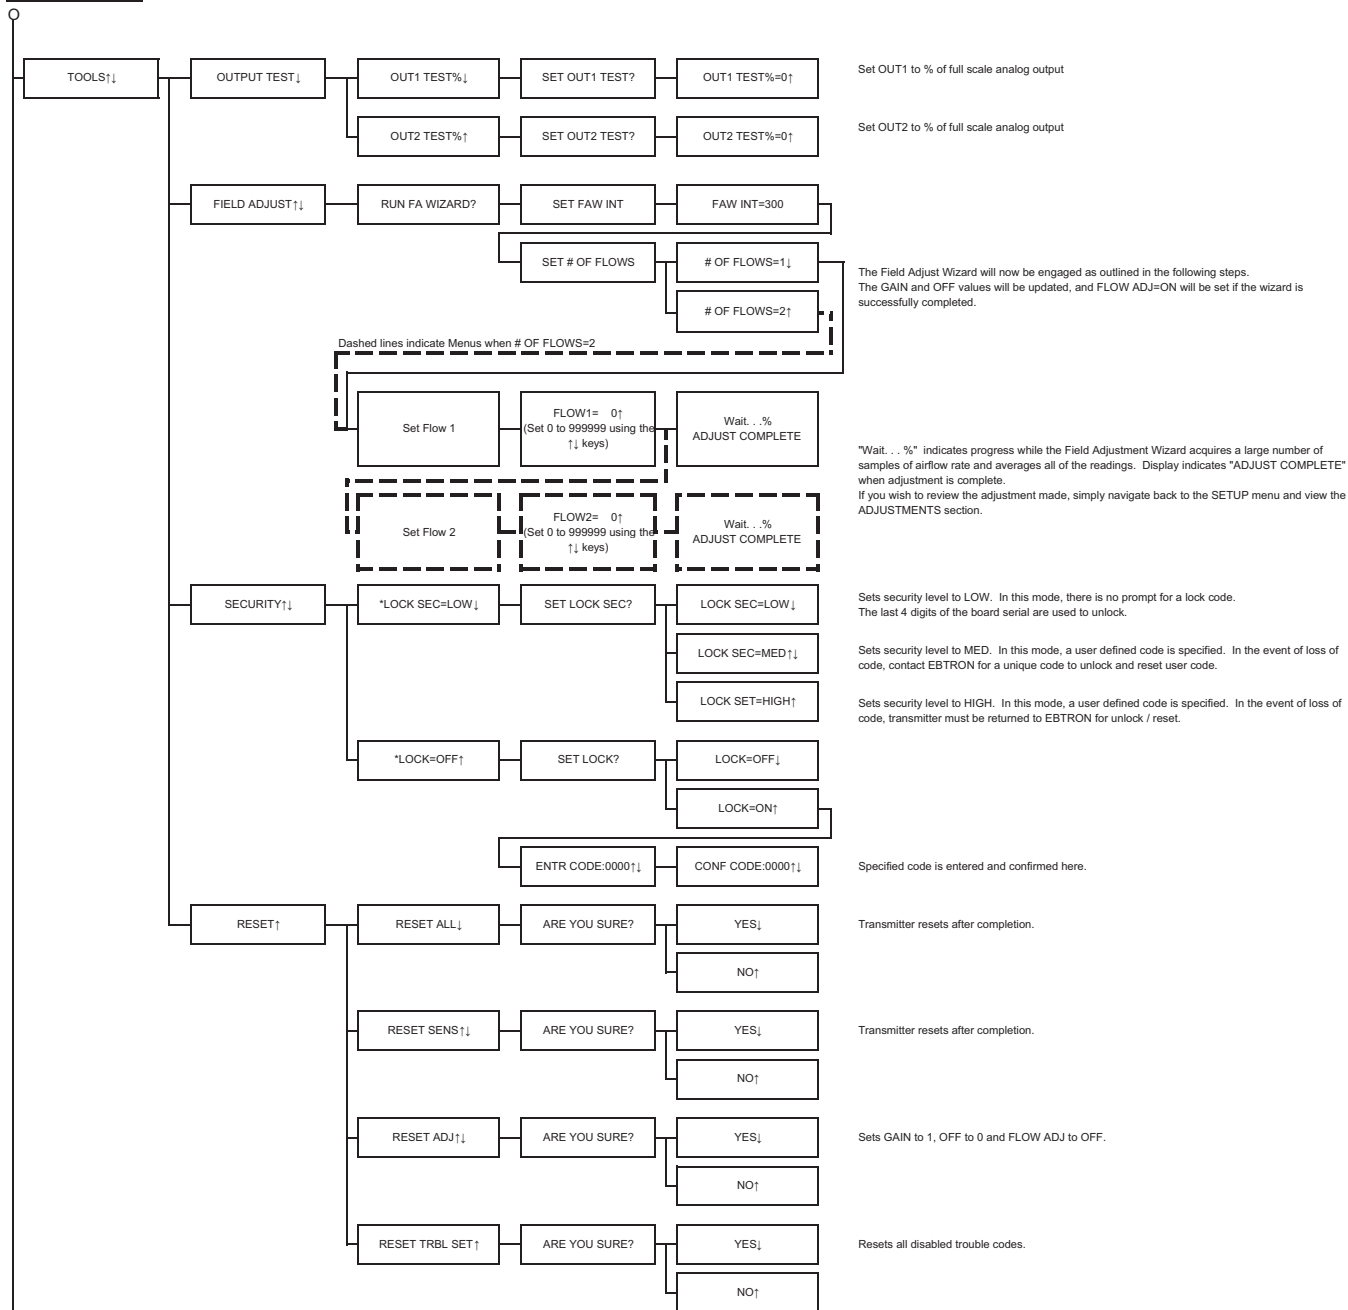 O
TOOLS↑↓
OUTPUT TEST↓
OUT1 TEST%↓
SET OUT1 TEST?
OUT1 TEST%=0↑
Set OUT1 to % of full scale analog output
OUT2 TEST%↑
SET OUT2 TEST?
OUT2 TEST%=0↑
Set OUT2 to % of full scale analog output
FIELD ADJUST↑↓
RUN FA WIZARD?
SET FAW INT
FAW INT=300
SET # OF FLOWS
# OF FLOWS=1↓
# OF FLOWS=2↑
The Field Adjust Wizard will now be engaged as outlined in the following steps.
The GAIN and OFF values will be updated, and FLOW ADJ=ON will be set if the wizard is
successfully completed.
Dashed lines indicate Menus when # OF FLOWS=2
Set Flow 1
FLOW1= 0↑
(Set 0 to 999999 using the
↑↓ keys)
Wait. . .%
ADJUST COMPLETE
"Wait. . . %" indicates progress while the Field Adjustment Wizard acquires a large number of
samples of airflow rate and averages all of the readings. Display indicates "ADJUST COMPLETE"
when adjustment is complete.
If you wish to review the adjustment made, simply navigate back to the SETUP menu and view the
ADJUSTMENTS section.
Set Flow 2
FLOW2= 0↑
(Set 0 to 999999 using the
↑↓ keys)
Wait. . .%
ADJUST COMPLETE
SECURITY↑↓
*LOCK SEC=LOW↓
SET LOCK SEC?
LOCK SEC=LOW↓
Sets security level to LOW. In this mode, there is no prompt for a lock code.
The last 4 digits of the board serial are used to unlock.
LOCK SEC=MED↑↓
Sets security level to MED. In this mode, a user defined code is specified. In the event of loss of
code, contact EBTRON for a unique code to unlock and reset user code.
LOCK SET=HIGH↑
Sets security level to HIGH. In this mode, a user defined code is specified. In the event of loss of
code, transmitter must be returned to EBTRON for unlock / reset.
*LOCK=OFF↑
SET LOCK?
LOCK=OFF↓
LOCK=ON↑
ENTR CODE:0000↑↓
CONF CODE:0000↑↓
Specified code is entered and confirmed here.
RESET↑
RESET ALL↓
ARE YOU SURE?
YES↓
Transmitter resets after completion.
NO↑
RESET SENS↑↓
ARE YOU SURE?
YES↓
Transmitter resets after completion.
NO↑
RESET ADJ↑↓
ARE YOU SURE?
YES↓
Sets GAIN to 1, OFF to 0 and FLOW ADJ to OFF.
NO↑
RESET TRBL SET↑
ARE YOU SURE?
YES↓
Resets all disabled trouble codes.
NO↑